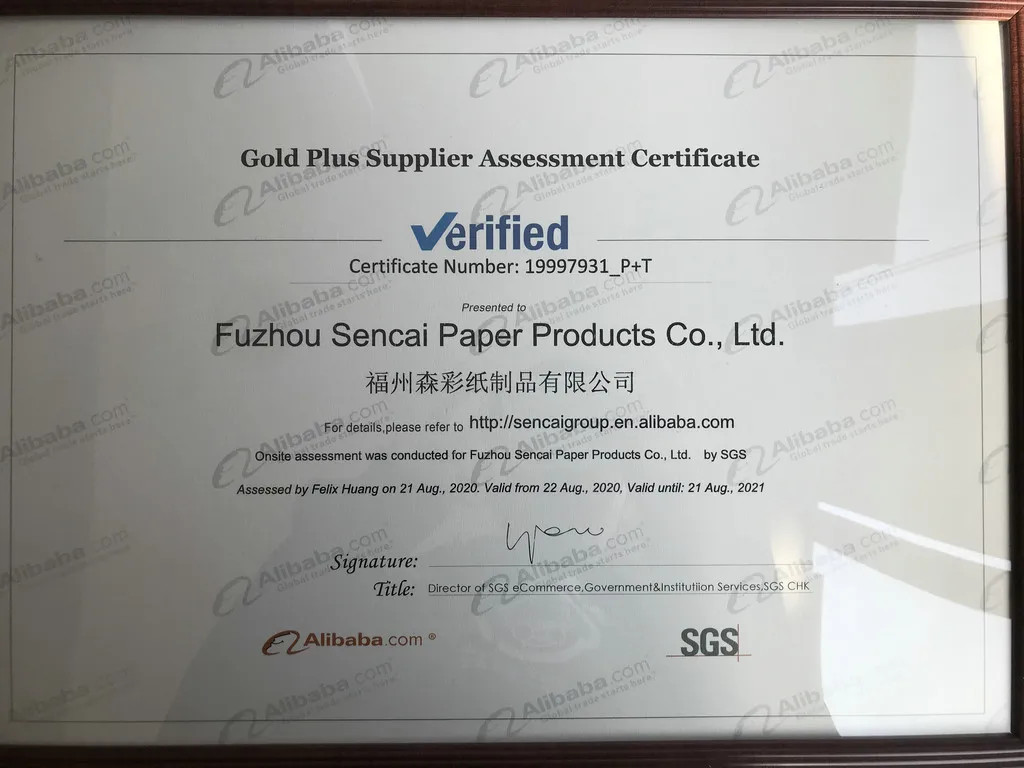 Gold Plus Supplier Assessment Certificate
Verified
Certificate Number: 19997931_P+T
Presented to
Fuzhou Sencai Paper Products Co., Ltd.
福州森彩纸制品有限公司
For details,please refer to http://sencaigroup.en.alibaba.com
Onsite assessment was conducted for Fuzhou Sencai Paper Products Co., Ltd. by SGS
Assessed by Felix Huang on 21 Aug., 2020. Valid from 22 Aug., 2020, Valid until: 21 Aug., 2021
Signature:
Title: Director of SGS eCommerce,Government&Institutiion Services,SGS CHK
Alibaba.com ®
SGS